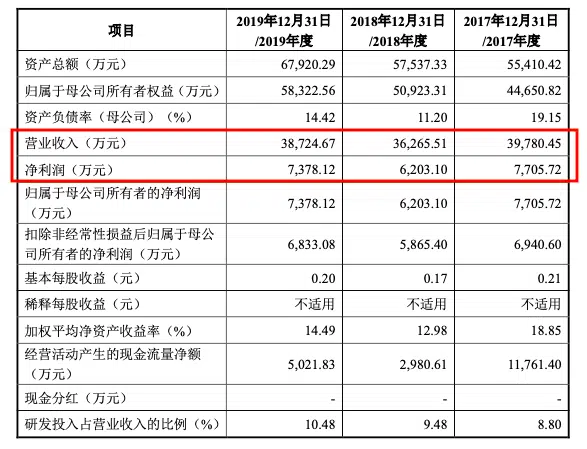 项目 2019年12月31日/2019年度 2018年12月31日/2018年度 2017年12月31日/2017年度
资产总额（万元） 67,920.29 57,537.33 55,410.42
归属于母公司所有者权益（万元） 58,322.56 50,923.31 44,650.82
资产负债率（母公司）（%） 14.42 11.20 19.15
营业收入（万元） 38,724.67 36,265.51 39,780.45
净利润（万元） 7,378.12 6,203.10 7,705.72
归属于母公司所有者的净利润（万元） 7,378.12 6,203.10 7,705.72
扣除非经常性损益后归属于母公司所有者的净利润（万元） 6,833.08 5,865.40 6,940.60
基本每股收益（元） 0.20 0.17 0.21
稀释每股收益（元） 不适用 不适用 不适用
加权平均净资产收益率（%） 14.49 12.98 18.85
经营活动产生的现金流量净额（万元） 5,021.83 2,980.61 11,761.40
现金分红（万元） - - -
研发投入占营业收入的比例（%） 10.48 9.48 8.80